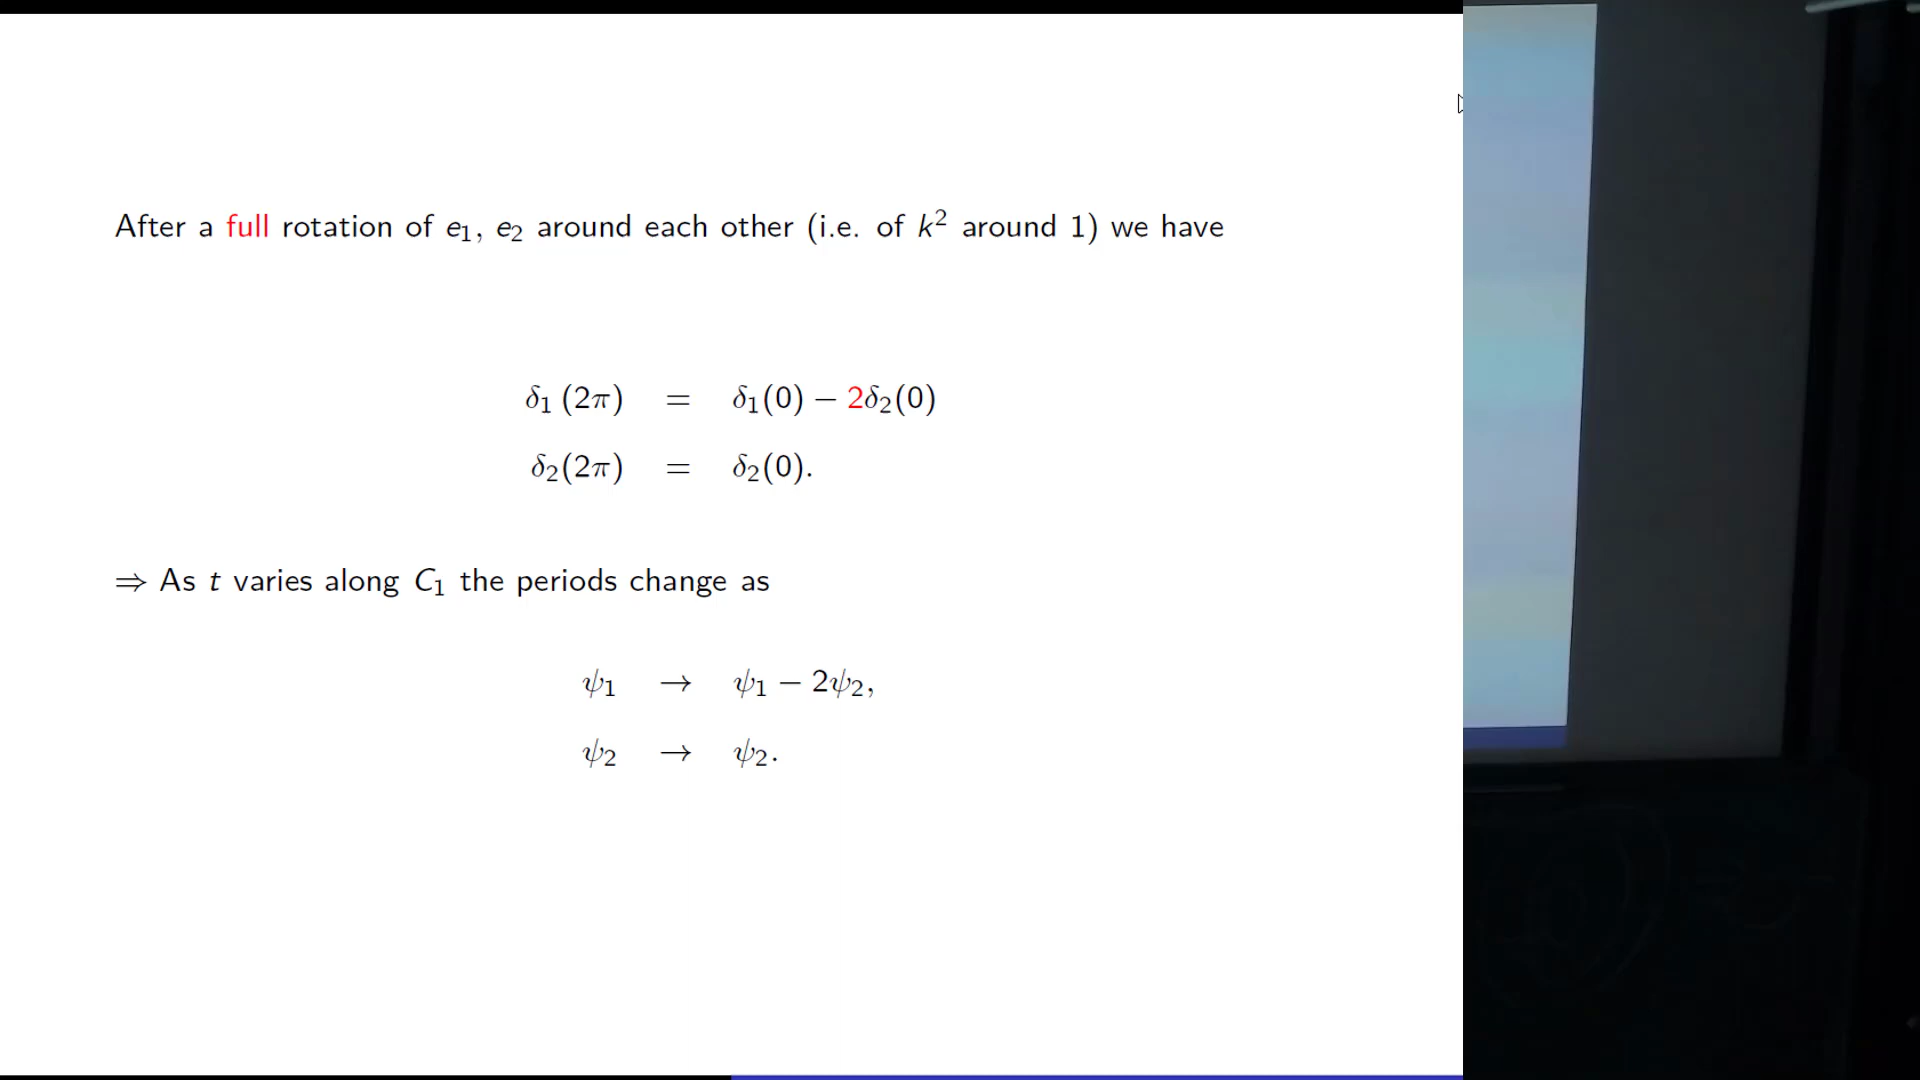 After a full rotation of e₁, e₂ around each other (i.e. of k² around 1) we have
δ₁ (2π) = δ₁(0) − 2δ₂(0)
δ₂(2π) = δ₂(0).
⇒ As t varies along C₁ the periods change as
ψ₁ → ψ₁ − 2ψ₂,
ψ₂ → ψ₂.